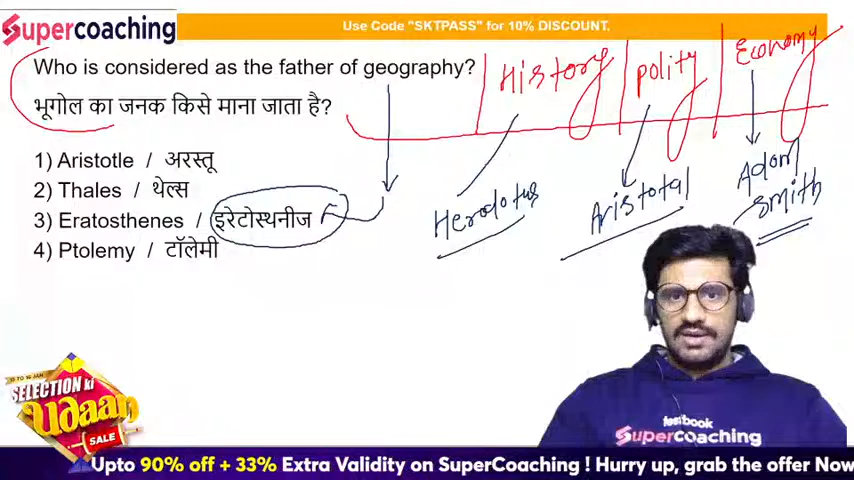 Supercoaching
Use Code "SKTPASS" for 10% DISCOUNT.
Who is considered as the father of geography?
भूगोल का जनक किसे माना जाता है?
History
polity
Economy
1) Aristotle / अरस्तू
2) Thales / थेल्स
3) Eratosthenes / इरेटोस्थनीज
4) Ptolemy / टॉलेमी
Herodotus
Aristotal
Adom
smith
SELECTION ki
UDAAN
SALE
testbook
Supercoaching
Upto 90% off + 33% Extra Validity on SuperCoaching ! Hurry up, grab the offer Now